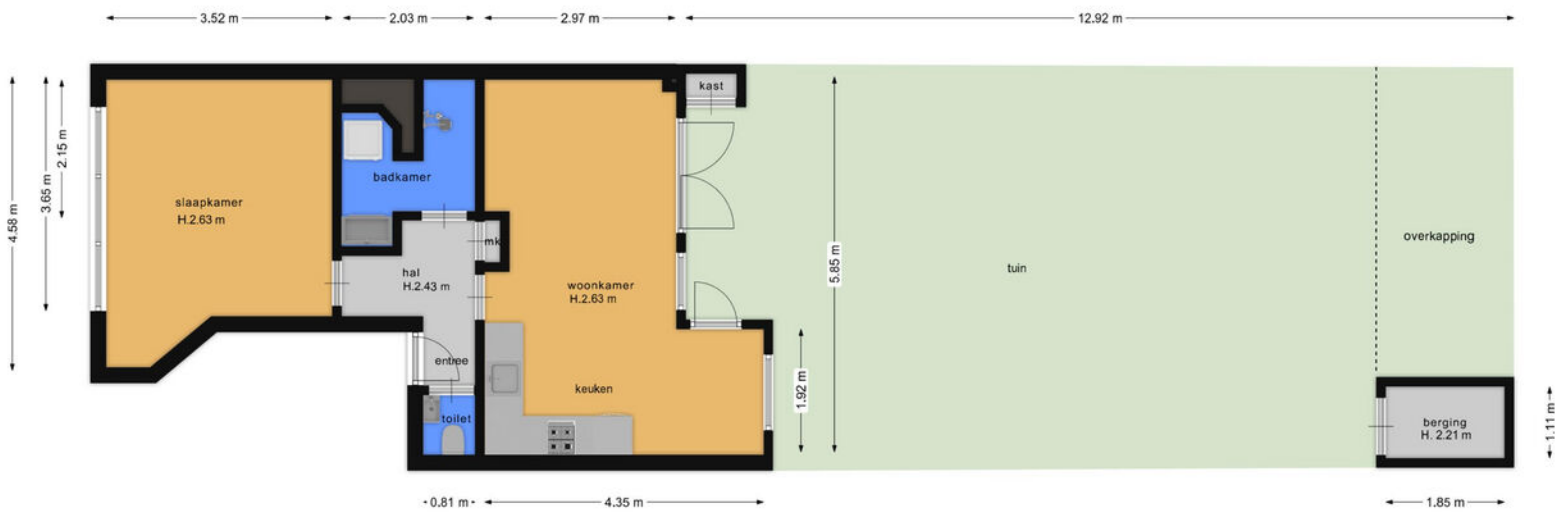 3.52 m
2.03 m
2.97 m
12.92 m
4.58 m
3.65 m
2.15 m
kast
badkamer
slaapkamer
H.2.63 m
mk
hal
H.2.43 m
woonkamer
H.2.63 m
5.85 m
tuin
overkapping
entree
keuken
1.92 m
toilet
berging
H. 2.21 m
1.11 m
0.81 m
4.35 m
1.85 m